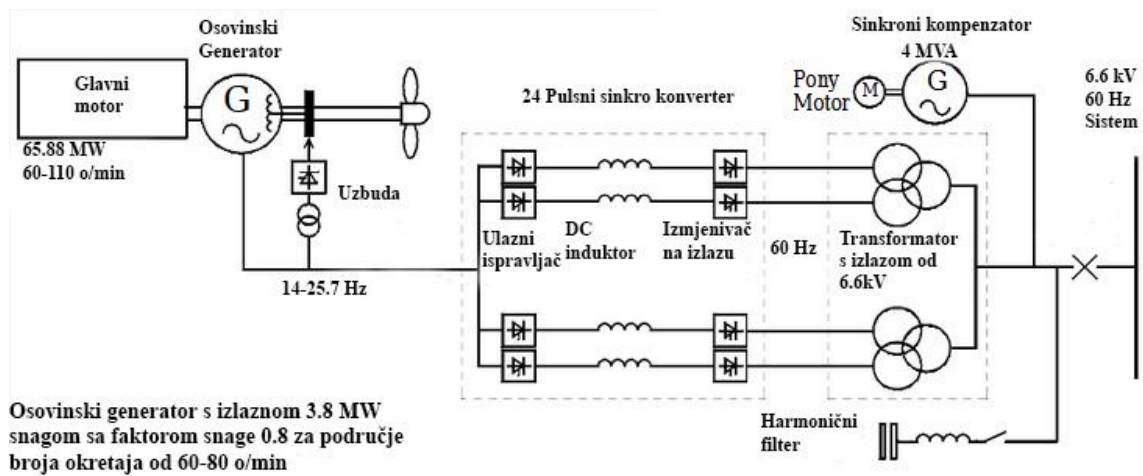 Osovinski
Generator
G
Glavni
motor
65.88 MW
60-110 o/min
Uzbuda
14-25.7 Hz
24 Pulsni sinkro konverter
Ulazni
ispravljač
DC
induktor
Izmjenivač
na izlazu
60 Hz
Sinkroni kompenzator
4 MVA
Pony
Motor
M
G
Transformator
s izlazom od
6.6kV
6.6 kV
60 Hz
Sistem
Harmonični
filter
Osovinski generator s izlaznom 3.8 MW
snagom sa faktorom snage 0.8 za područje
broja okretaja od 60-80 o/min